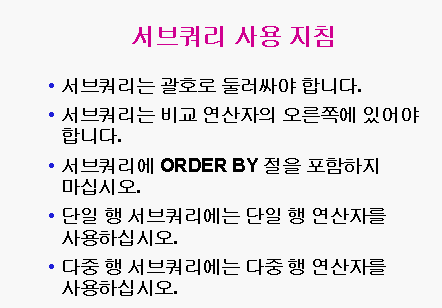 서브쿼리 사용 지침
• 서브쿼리는 괄호로 둘러싸야 합니다.
• 서브쿼리는 비교 연산자의 오른쪽에 있어야
합니다.
• 서브쿼리에 ORDER BY 절을 포함하지
마십시오.
• 단일 행 서브쿼리에는 단일 행 연산자를
사용하십시오.
• 다중 행 서브쿼리에는 다중 행 연산자를
사용하십시오.